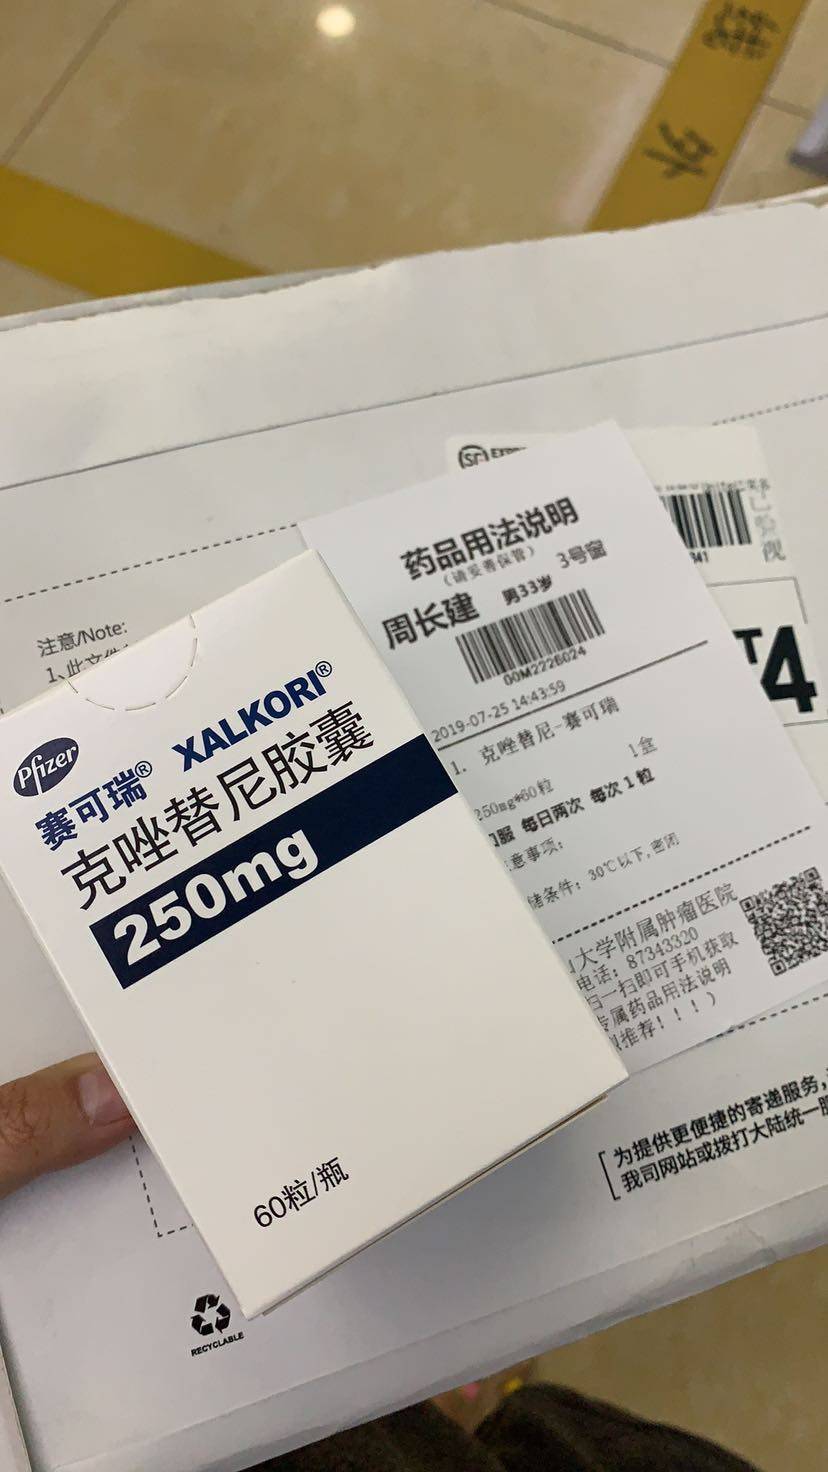 线
外
注意/Note:
1、此文件
Pfizer
赛可瑞® XALKORI®
克唑替尼胶囊
250mg
60粒/瓶
RECYCLABLE
药品用法说明
(请妥善保管)
3号窗
周长建 男33岁
00M2226024
2019-07-25 14:43:59
1. 克唑替尼-赛可瑞
250mg*60粒 1盒
口服 每日两次 每次1粒
意事项:
储条件: 30℃以下,密闭
山大学附属肿瘤医院
电话: 87343320
扫一扫即可手机获取
专属药品用法说明
推荐!!!)
T4
为提供更便捷的寄递服务,
我司网站或拨打大陆统一